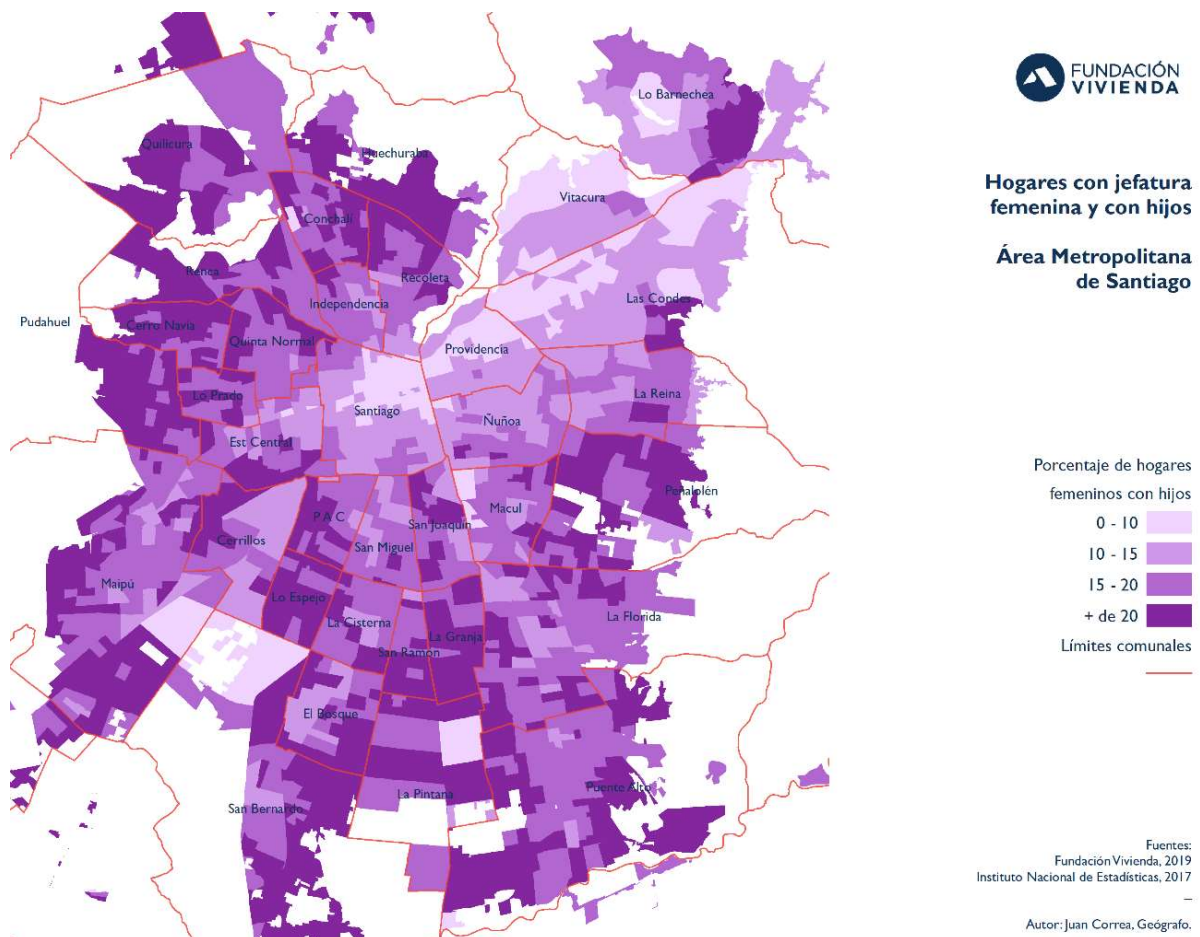 FUNDACIÓN
VIVIENDA
Hogares con jefatura
femenina y con hijos
Área Metropolitana
de Santiago
Lo Barnechea
Quilicura
Huechuraba
Vitacura
Conchalí
Renca
Recoleta
Independencia
Las Condes
Pudahuel
Cerro Navia
Quinta Normal
Providencia
Lo Prado
La Reina
Santiago
Ñuñoa
Est Central
Peñalolén
P A C
San Joaquín
Macul
Cerrillos
San Miguel
Maipú
Lo Espejo
La Cisterna
La Granja
La Florida
San Ramón
El Bosque
La Pintana
Puente Alto
San Bernardo
Porcentaje de hogares
femeninos con hijos
0 - 10
10 - 15
15 - 20
+ de 20
Límites comunales
Fuentes:
Fundación Vivienda, 2019
Instituto Nacional de Estadísticas, 2017
–
Autor: Juan Correa, Geógrafo.